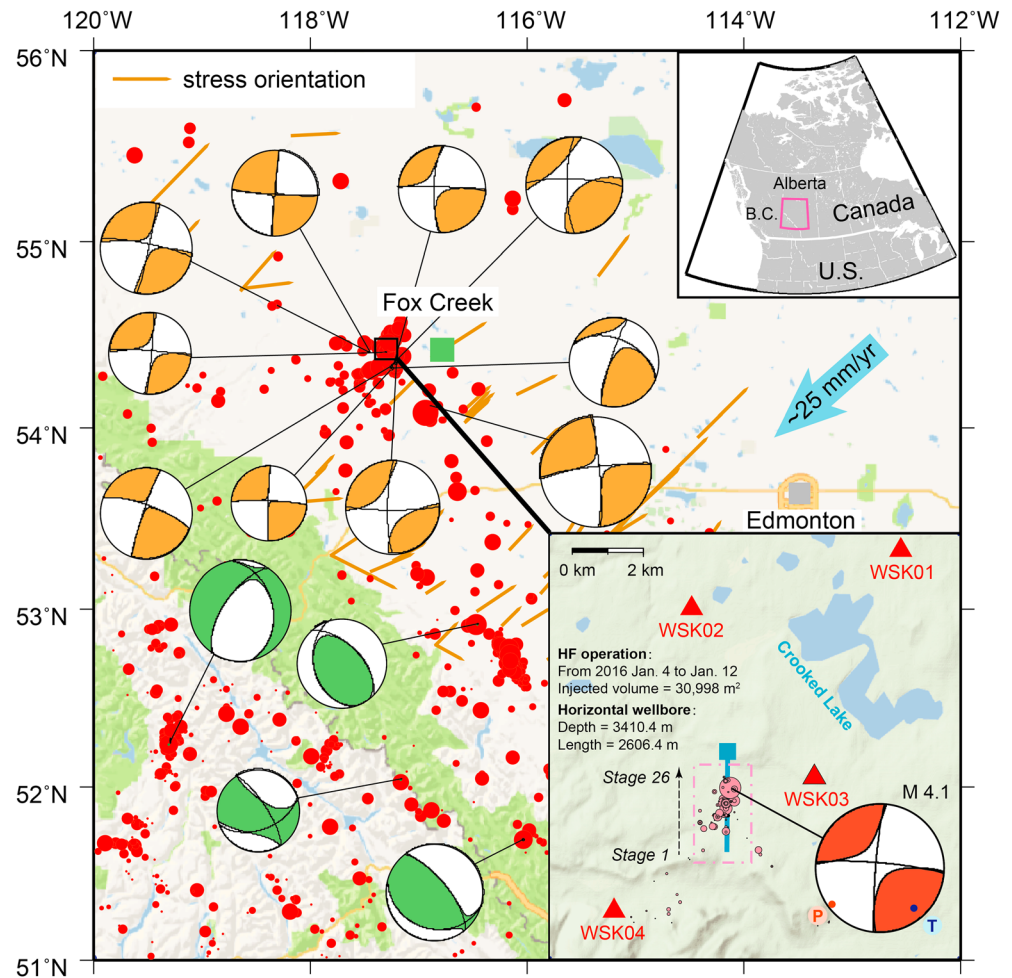 120°W
118°W
116°W
114°W
112°W
56°N
55°N
54°N
53°N
52°N
51°N
stress orientation
Alberta
B.C.
Canada
U.S.
Fox Creek
~25 mm/yr
Edmonton
0 km
2 km
WSK01
WSK02
HF operation:
From 2016 Jan. 4 to Jan. 12
Injected volume = 30,998 m²
Horizontal wellbore:
Depth = 3410.4 m
Length = 2606.4 m
Crooked Lake
Stage 26
WSK03
M 4.1
Stage 1
P
T
WSK04